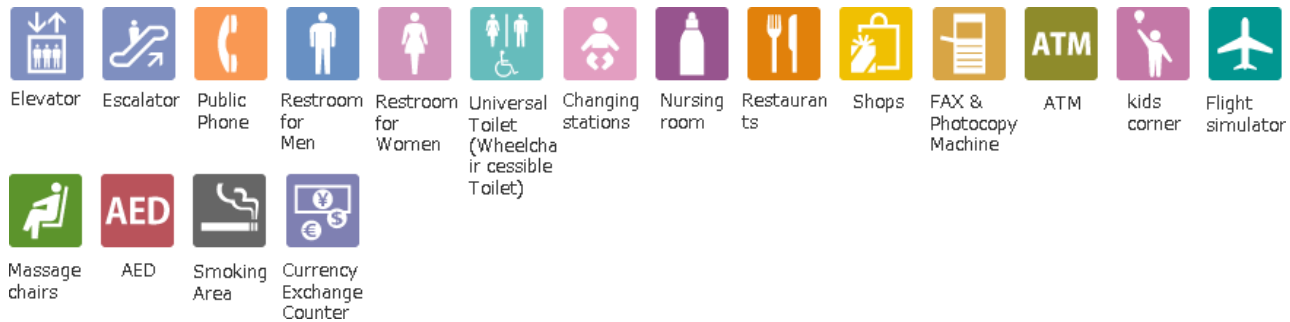 ATM
AED
Elevator
Escalator
Public
Phone
Restroom
for
Men
Restroom
for
Women
Universal
Toilet
(Wheelcha
ir cessible
Toilet)
Changing
stations
Nursing
room
Restauran
ts
Shops
FAX &
Photocopy
Machine
ATM
kids
corner
Flight
simulator
¥
$
€
Massage
chairs
AED
Smoking
Area
Currency
Exchange
Counter